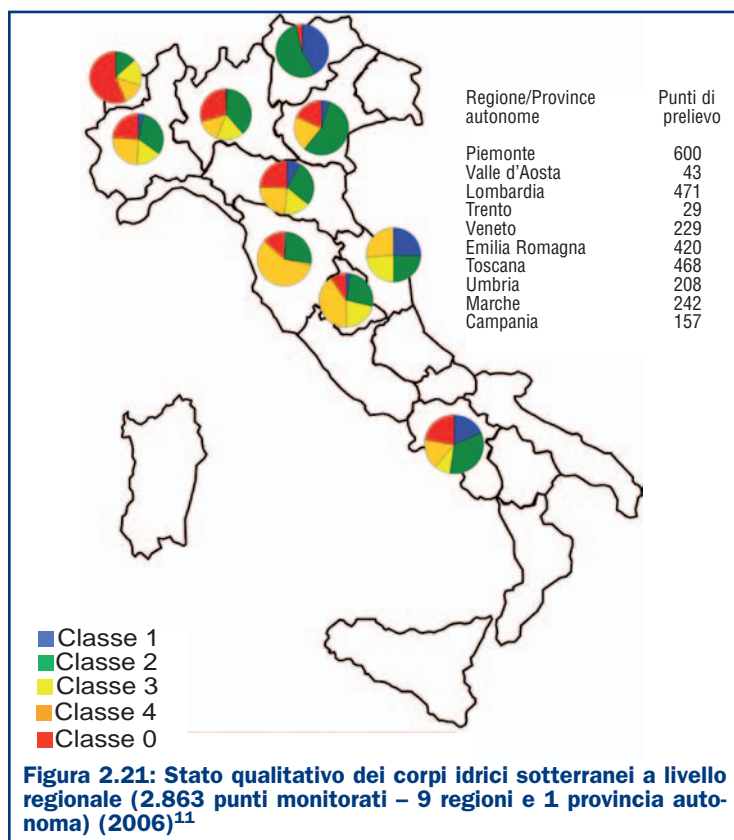 Regione/Province Punti di
autonome prelievo
Piemonte 600
Valle d'Aosta 43
Lombardia 471
Trento 29
Veneto 229
Emilia Romagna 420
Toscana 468
Umbria 208
Marche 242
Campania 157
Classe 1
Classe 2
Classe 3
Classe 4
Classe 0
Figura 2.21: Stato qualitativo dei corpi idrici sotterranei a livello
regionale (2.863 punti monitorati – 9 regioni e 1 provincia auto-
noma) (2006)11